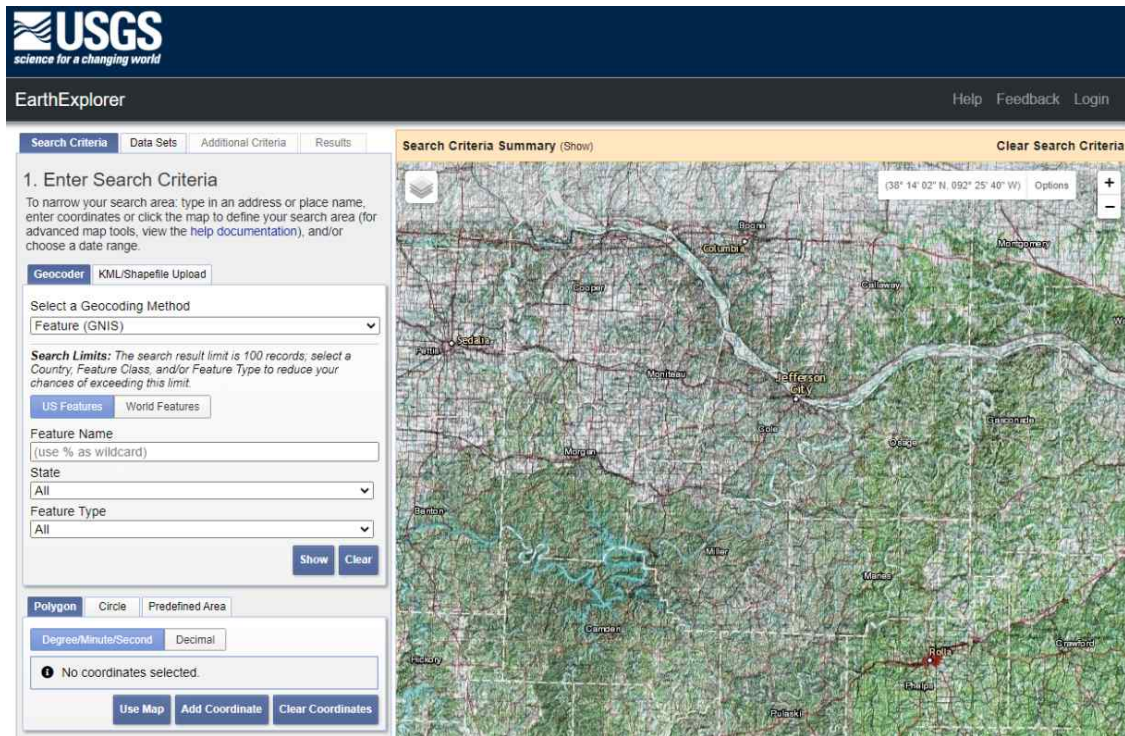 USGS
science for a changing world
EarthExplorer
Help Feedback Login
Search Criteria Data Sets Additional Criteria Results
1. Enter Search Criteria
To narrow your search area: type in an address or place name,
enter coordinates or click the map to define your search area (for
advanced map tools, view the help documentation), and/or
choose a date range.
Geocoder KML/Shapefile Upload
Select a Geocoding Method
Feature (GNIS)
Search Limits: The search result limit is 100 records; select a
Country, Feature Class, and/or Feature Type to reduce your
chances of exceeding this limit.
US Features World Features
Feature Name
(use % as wildcard)
State
All
Feature Type
All
Show Clear
Polygon Circle Predefined Area
Degree/Minute/Second Decimal
No coordinates selected.
Use Map Add Coordinate Clear Coordinates
Search Criteria Summary (Show) Clear Search Criteria
(38° 14' 02" N, 092° 25' 40" W) Options
+
−
Boone
Columbia
Montgomery
Callaway
Cooper
Sedalia
Pettis
Moniteau
Jefferson
City
Gasconade
Cole
Osage
Morgan
Benton
Miller
Maries
Camden
Crawford
Rolla
Hickory
Phelps
Pulaski